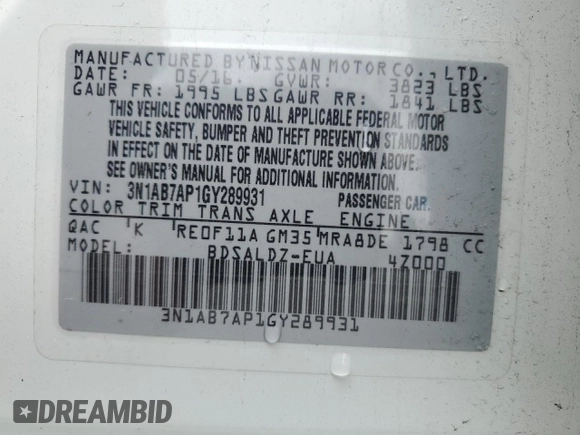 MANUFACTURED BY NISSAN MOTOR CO., LTD.
DATE: 05/16 GVWR: 3823 LBS
GAWR FR: 1995 LBS GAWR RR: 1841 LBS
THIS VEHICLE CONFORMS TO ALL APPLICABLE FEDERAL MOTOR
VEHICLE SAFETY, BUMPER AND THEFT PREVENTION STANDARDS
IN EFFECT ON THE DATE OF MANUFACTURE SHOWN ABOVE.
SEE OWNER'S MANUAL FOR ADDITIONAL INFORMATION.
VIN: 3N1AB7AP1GY289931 PASSENGER CAR.
COLOR TRIM TRANS AXLE ENGINE
QAC K RE0F11A GM35 MRA8DE 1798 CC
MODEL: BDSALDZ-EUA 4Z000
3N1AB7AP1GY289931
DREAMBID